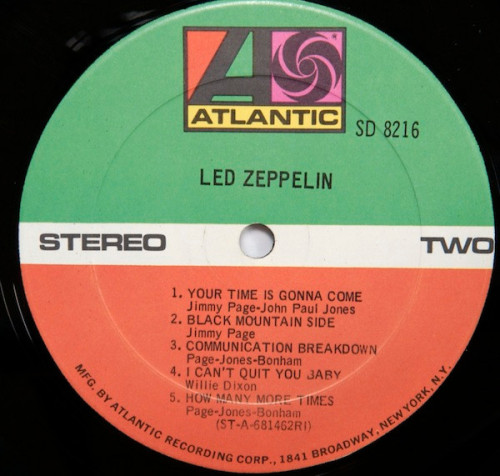 ATLANTIC
SD 8216
LED ZEPPELIN
STEREO
TWO
1. YOUR TIME IS GONNA COME
Jimmy Page-John Paul Jones
2. BLACK MOUNTAIN SIDE
Jimmy Page
3. COMMUNICATION BREAKDOWN
Page-Jones-Bonham
4. I CAN'T QUIT YOU BABY
Willie Dixon
5. HOW MANY MORE TIMES
Page-Jones-Bonham
(ST-A-681462RI)
MFG. BY ATLANTIC RECORDING CORP., 1841 BROADWAY, NEW YORK, N.Y.